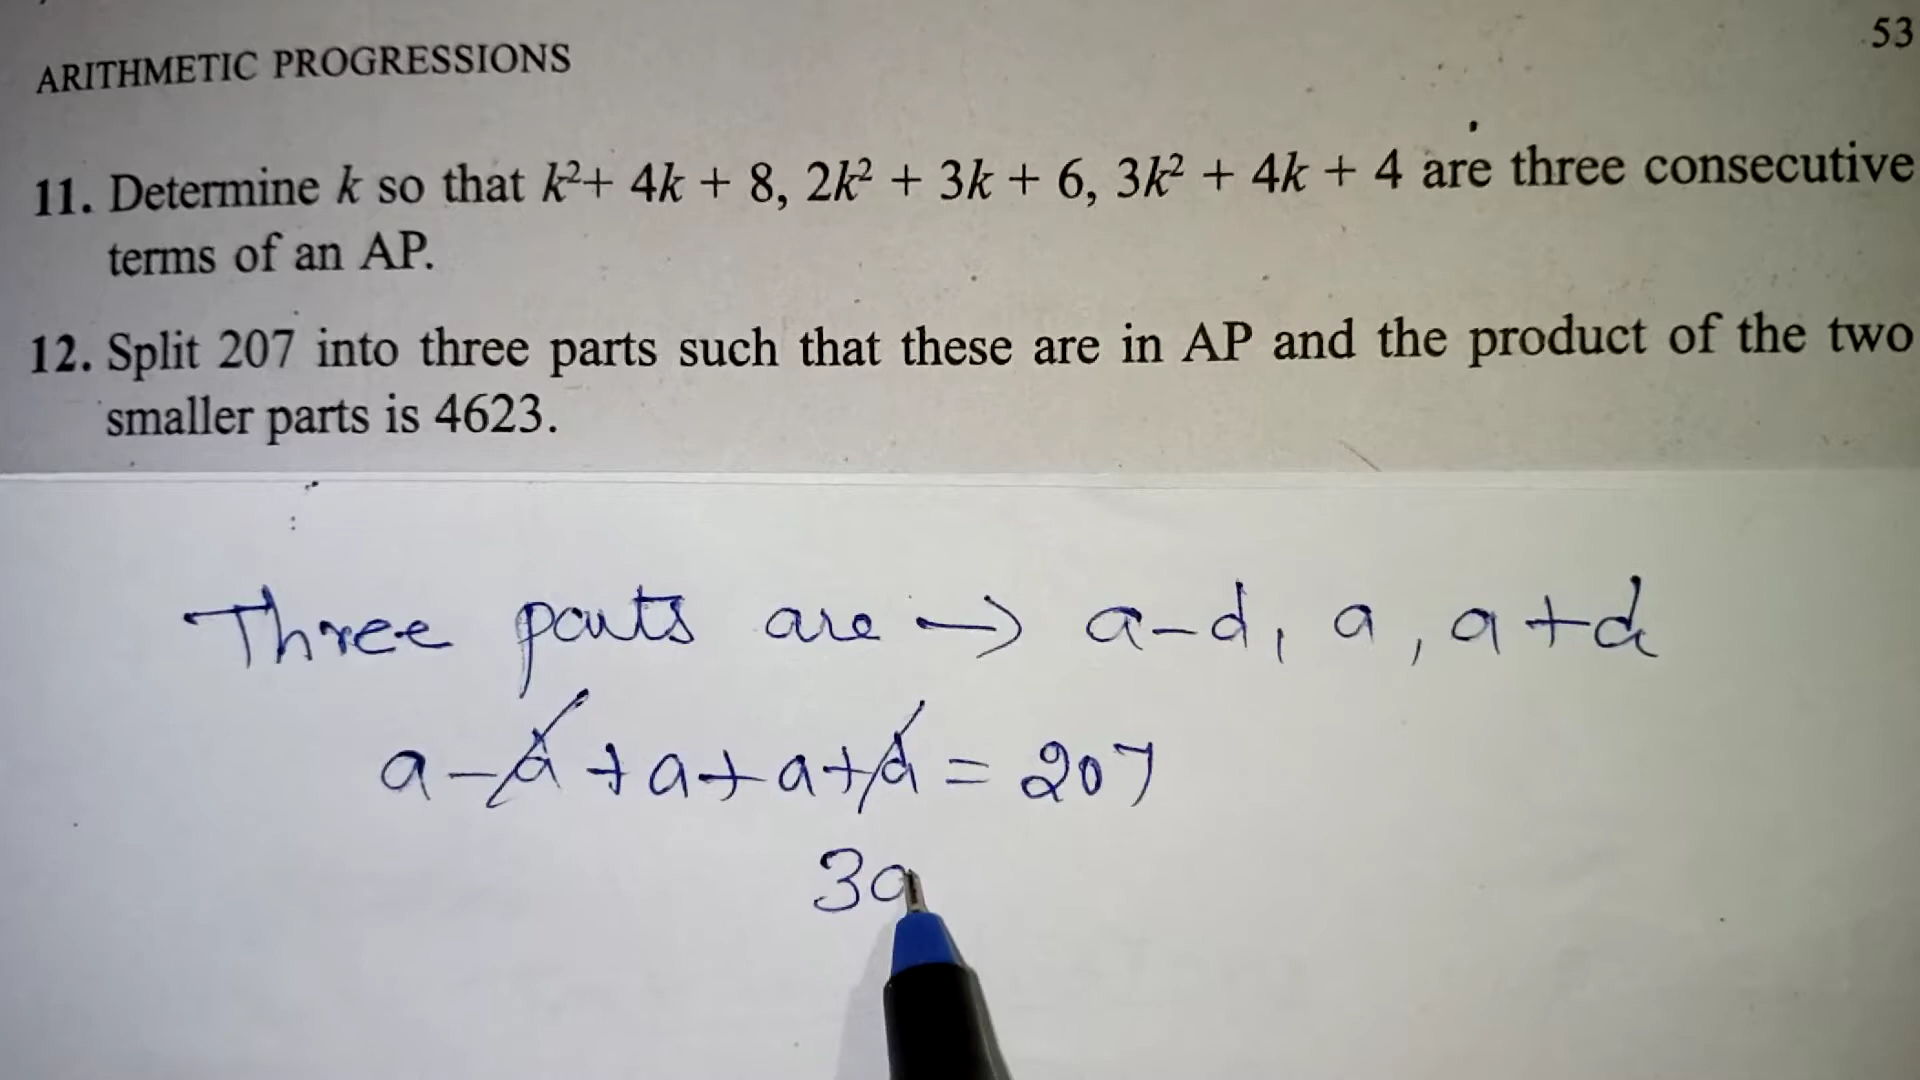 ARITHMETIC PROGRESSIONS 53
11. Determine k so that k²+ 4k + 8, 2k² + 3k + 6, 3k² + 4k + 4 are three consecutive
terms of an AP.
12. Split 207 into three parts such that these are in AP and the product of the two
smaller parts is 4623.
Three parts are → a-d, a, a+d
a-d+a+a+d = 207
3a